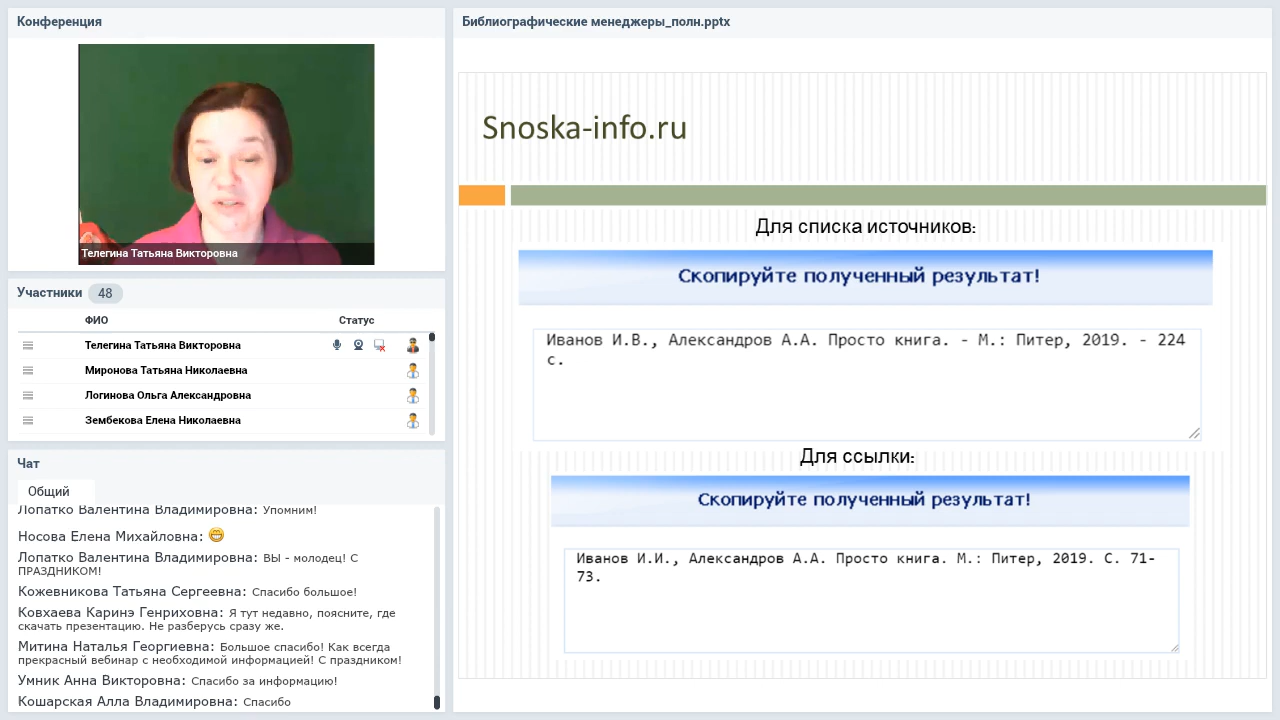 Конференция
Телегина Татьяна Викторовна
Участники 48
ФИО Статус
Телегина Татьяна Викторовна
Миронова Татьяна Николаевна
Логинова Ольга Александровна
Зембекова Елена Николаевна
Чат
Общий
Лопатко Валентина Владимировна: Упомним!
Носова Елена Михайловна: 😁
Лопатко Валентина Владимировна: ВЫ - молодец! С
ПРАЗДНИКОМ!
Кожевникова Татьяна Сергеевна: Спасибо большое!
Ковхаева Каринэ Генриховна: Я тут недавно, поясните, где
скачать презентацию. Не разберусь сразу же.
Митина Наталья Георгиевна: Большое спасибо! Как всегда
прекрасный вебинар с необходимой информацией! С праздником!
Умник Анна Викторовна: Спасибо за информацию!
Кошарская Алла Владимировна: Спасибо
Библиографические менеджеры_полн.pptx
Snoska-info.ru
Для списка источников:
Скопируйте полученный результат!
Иванов И.В., Александров А.А. Просто книга. - М.: Питер, 2019. - 224
с.
Для ссылки:
Скопируйте полученный результат!
Иванов И.И., Александров А.А. Просто книга. М.: Питер, 2019. С. 71-
73.